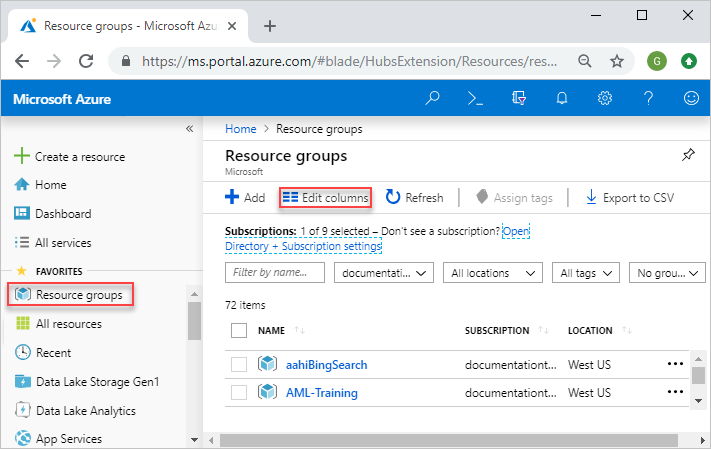 Resource groups - Microsoft Az
https://ms.portal.azure.com/#blade/HubsExtension/Resources/res...
G
Microsoft Azure
Create a resource
Home
Dashboard
All services
FAVORITES
Resource groups
All resources
Recent
Data Lake Storage Gen1
Data Lake Analytics
App Services
Home > Resource groups
Resource groups
Microsoft
Add Edit columns Refresh Assign tags Export to CSV
Subscriptions: 1 of 9 selected – Don't see a subscription? Open
Directory + Subscription settings
Filter by name... documentati... All locations All tags No grou...
72 items
NAME SUBSCRIPTION LOCATION
aahiBingSearch documentationt... West US
AML-Training documentationt... West US